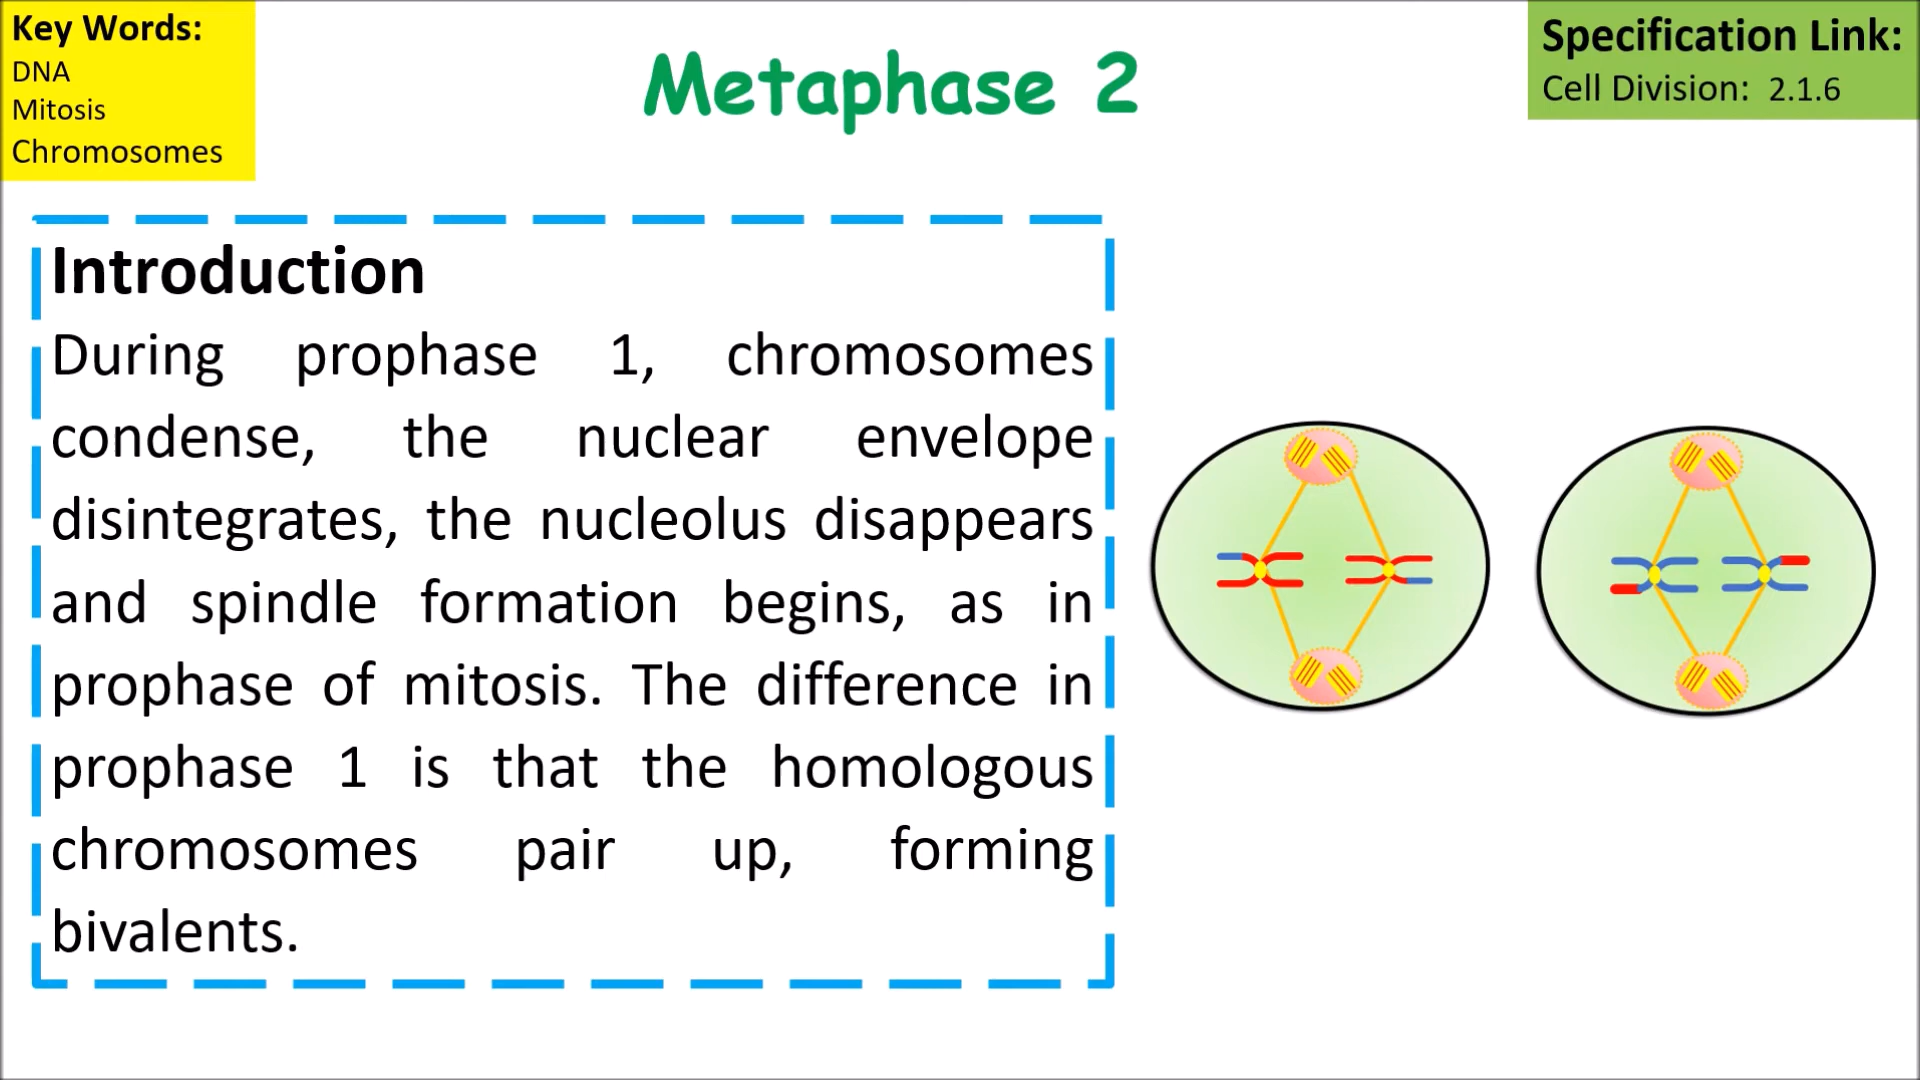 Key Words:
DNA
Mitosis
Chromosomes
Metaphase 2
Specification Link:
Cell Division: 2.1.6
Introduction
During prophase 1, chromosomes
condense, the nuclear envelope
disintegrates, the nucleolus disappears
and spindle formation begins, as in
prophase of mitosis. The difference in
prophase 1 is that the homologous
chromosomes pair up, forming
bivalents.